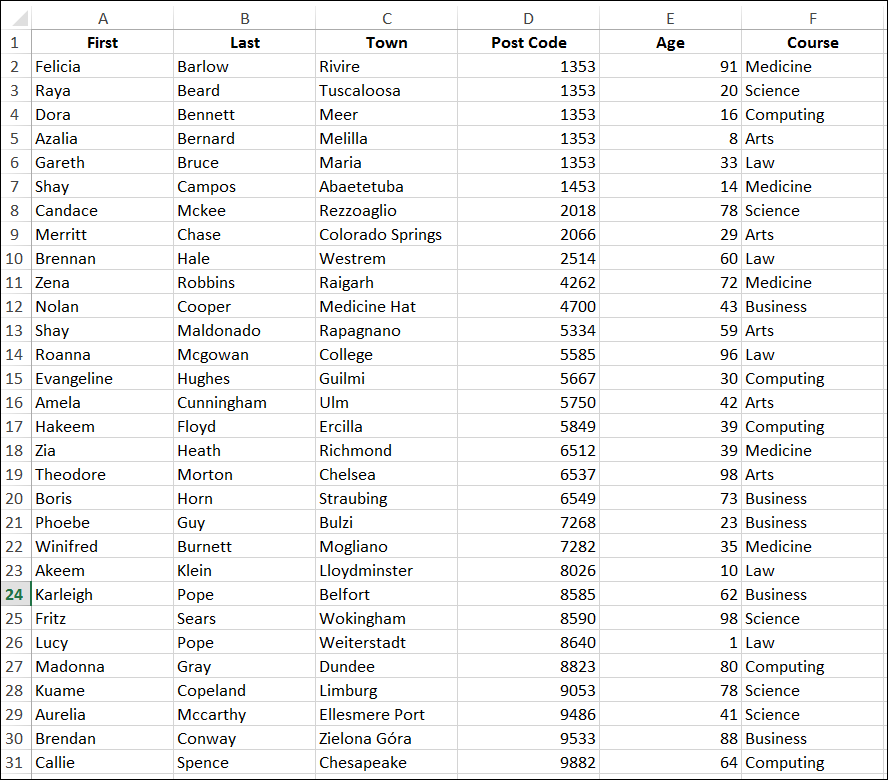 A B C D E F
1 First Last Town Post Code Age Course
2 Felicia Barlow Rivire 1353 91 Medicine
3 Raya Beard Tuscaloosa 1353 20 Science
4 Dora Bennett Meer 1353 16 Computing
5 Azalia Bernard Melilla 1353 8 Arts
6 Gareth Bruce Maria 1353 33 Law
7 Shay Campos Abaetetuba 1453 14 Medicine
8 Candace Mckee Rezzoaglio 2018 78 Science
9 Merritt Chase Colorado Springs 2066 29 Arts
10 Brennan Hale Westrem 2514 60 Law
11 Zena Robbins Raigarh 4262 72 Medicine
12 Nolan Cooper Medicine Hat 4700 43 Business
13 Shay Maldonado Rapagnano 5334 59 Arts
14 Roanna Mcgowan College 5585 96 Law
15 Evangeline Hughes Guilmi 5667 30 Computing
16 Amela Cunningham Ulm 5750 42 Arts
17 Hakeem Floyd Ercilla 5849 39 Computing
18 Zia Heath Richmond 6512 39 Medicine
19 Theodore Morton Chelsea 6537 98 Arts
20 Boris Horn Straubing 6549 73 Business
21 Phoebe Guy Bulzi 7268 23 Business
22 Winifred Burnett Mogliano 7282 35 Medicine
23 Akeem Klein Lloydminster 8026 10 Law
24 Karleigh Pope Belfort 8585 62 Business
25 Fritz Sears Wokingham 8590 98 Science
26 Lucy Pope Weiterstadt 8640 1 Law
27 Madonna Gray Dundee 8823 80 Computing
28 Kuame Copeland Limburg 9053 78 Science
29 Aurelia Mccarthy Ellesmere Port 9486 41 Science
30 Brendan Conway Zielona Góra 9533 88 Business
31 Callie Spence Chesapeake 9882 64 Computing